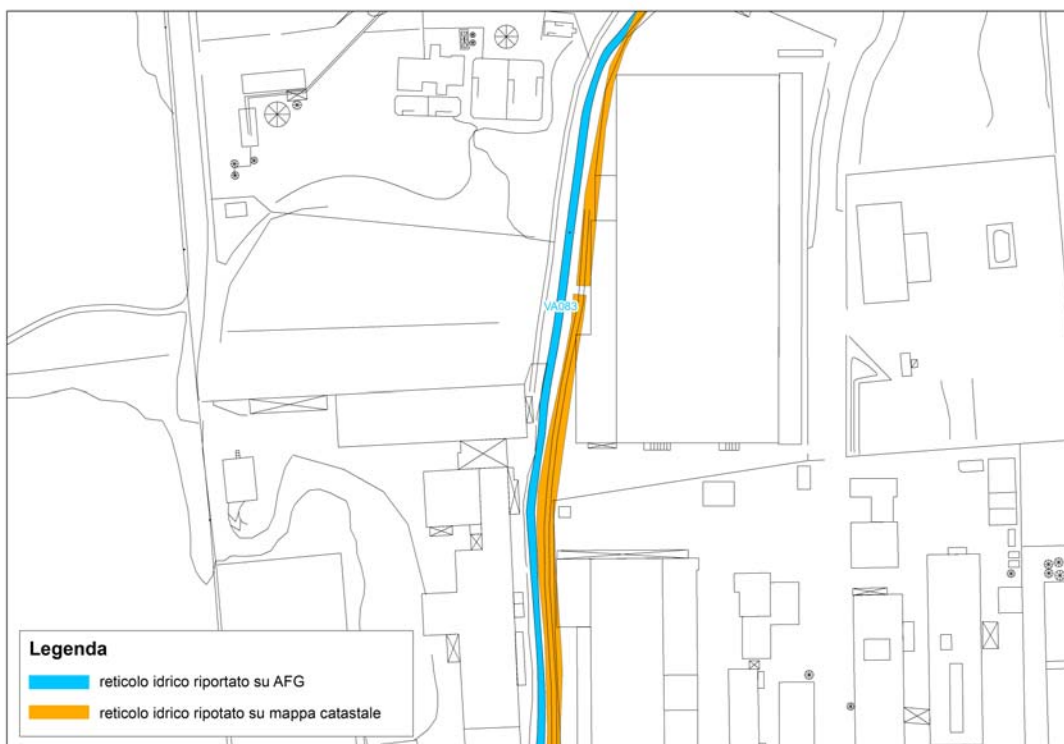 VA083
Legenda
reticolo idrico riportato su AFG
reticolo idrico ripotato su mappa catastale